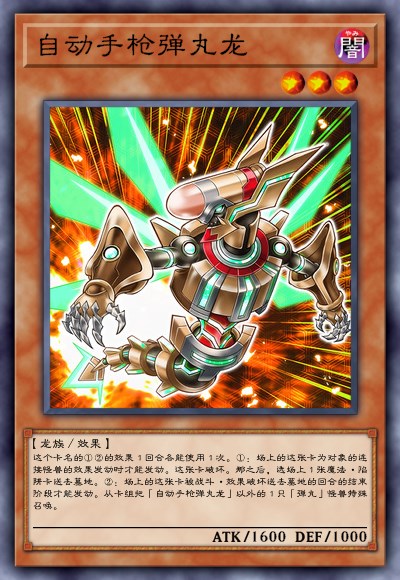 自动手枪弹丸龙
やみ
闇
【龙族/效果】
这个卡名的①②的效果1回合各能使用1次。①:场上的这张卡为对象的连
接怪兽的效果发动时才能发动。这张卡破坏。那之后,选场上1张魔法·陷
阱卡送去墓地。②:场上的这张卡被战斗·效果破坏送去墓地的回合的结束
阶段才能发动。从卡组把「自动手枪弹丸龙」以外的1只「弹丸」怪兽特殊
召唤。
ATK/1600 DEF/1000